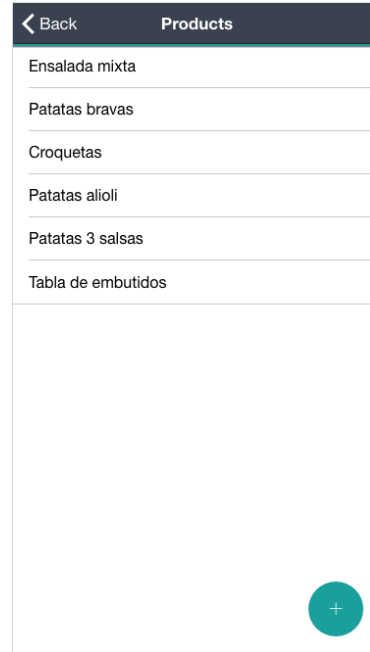 Back Products
Ensalada mixta
Patatas bravas
Croquetas
Patatas alioli
Patatas 3 salsas
Tabla de embutidos
+